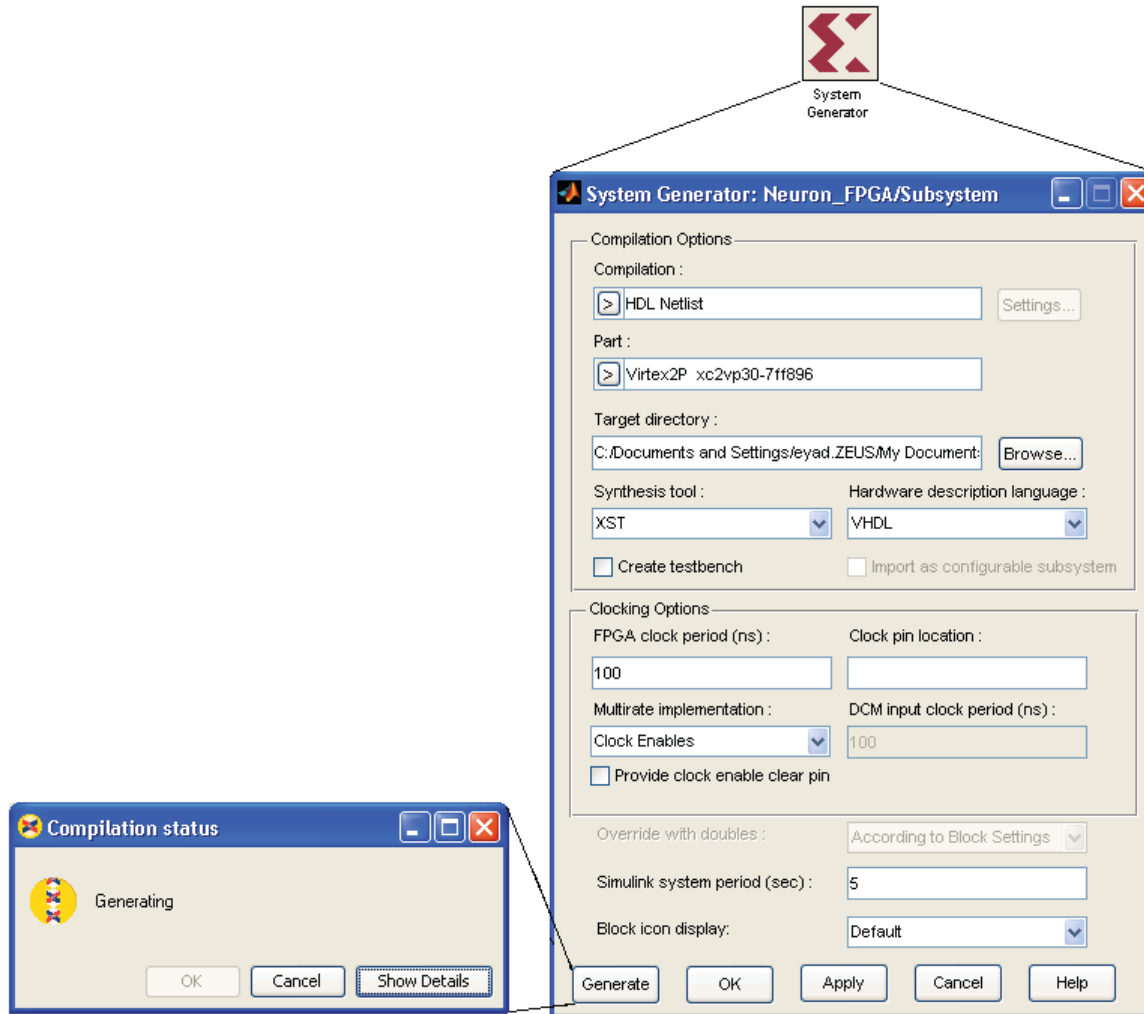 System
Generator
System Generator: Neuron_FPGA/Subsystem
Compilation Options
Compilation :
> HDL Netlist
Settings...
Part :
> Virtex2P xc2vp30-7ff896
Target directory :
C:/Documents and Settings/eyad.ZEUS/My Document:
Browse...
Synthesis tool :
Hardware description language :
XST
VHDL
Create testbench
Import as configurable subsystem
Clocking Options
FPGA clock period (ns) :
Clock pin location :
100
Multirate implementation :
DCM input clock period (ns) :
Clock Enables
100
Provide clock enable clear pin
Override with doubles :
According to Block Settings
Simulink system period (sec) :
5
Block icon display:
Default
Generate
OK
Apply
Cancel
Help
Compilation status
Generating
OK
Cancel
Show Details